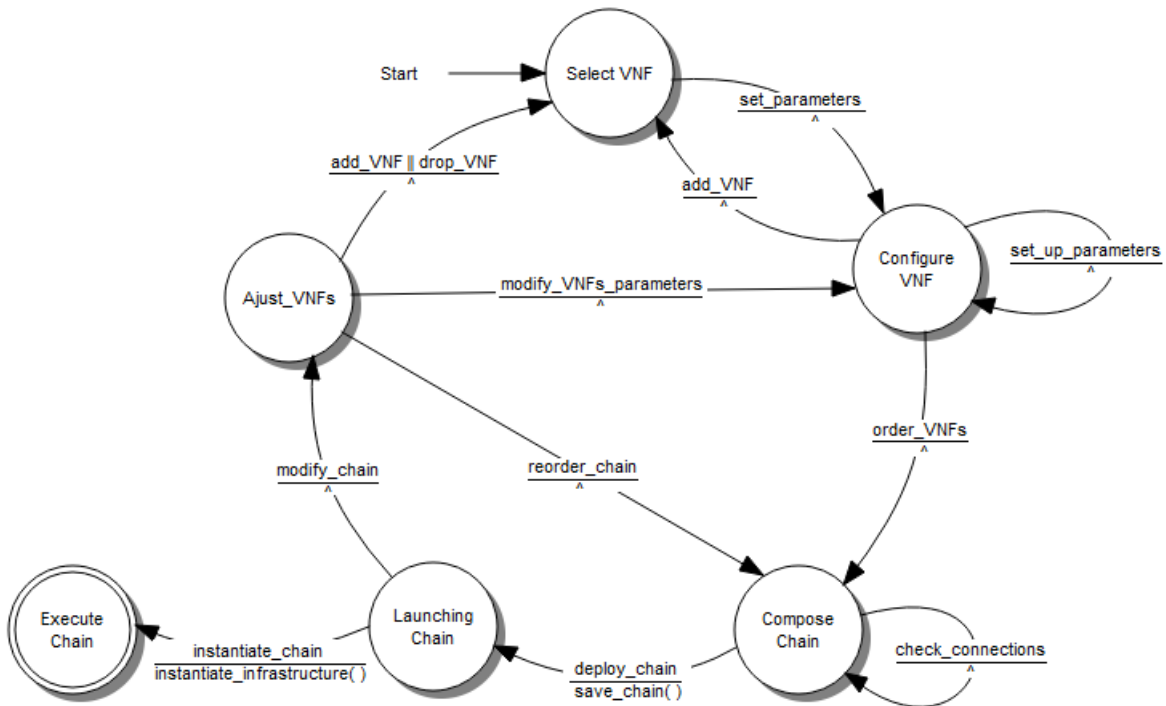 Start
Select VNF
set_parameters
^
add_VNF || drop_VNF
^
add_VNF
^
Configure
VNF
set_up_parameters
^
Ajust_VNFs
modify_VNFs_parameters
^
order_VNFs
^
modify_chain
^
reorder_chain
^
Execute
Chain
instantiate_chain
instantiate_infrastructure( )
Launching
Chain
deploy_chain
save_chain( )
Compose
Chain
check_connections
^